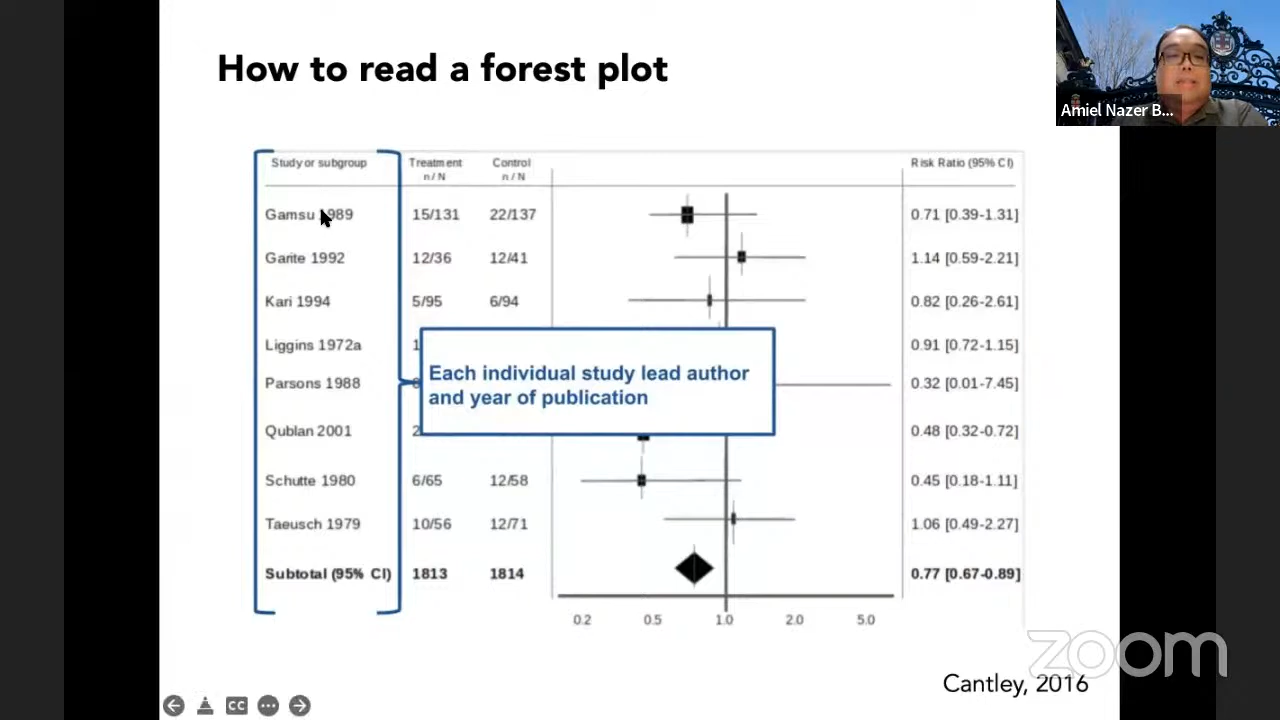 How to read a forest plot
Amiel Nazer B...
Study or subgroup Treatment Control Risk Ratio (95% CI)
n / N n / N
Gamsu 1989 15/131 22/137 0.71 [0.39-1.31]
Garite 1992 12/36 12/41 1.14 [0.59-2.21]
Kari 1994 5/95 6/94 0.82 [0.26-2.61]
Liggins 1972a 1 0.91 [0.72-1.15]
Each individual study lead author
and year of publication
Parsons 1988 0.32 [0.01-7.45]
Qublan 2001 2 0.48 [0.32-0.72]
Schutte 1980 6/65 12/58 0.45 [0.18-1.11]
Taeusch 1979 10/56 12/71 1.06 [0.49-2.27]
Subtotal (95% CI) 1813 1814 0.77 [0.67-0.89]
0.2 0.5 1.0 2.0 5.0
zoom
Cantley, 2016
CC